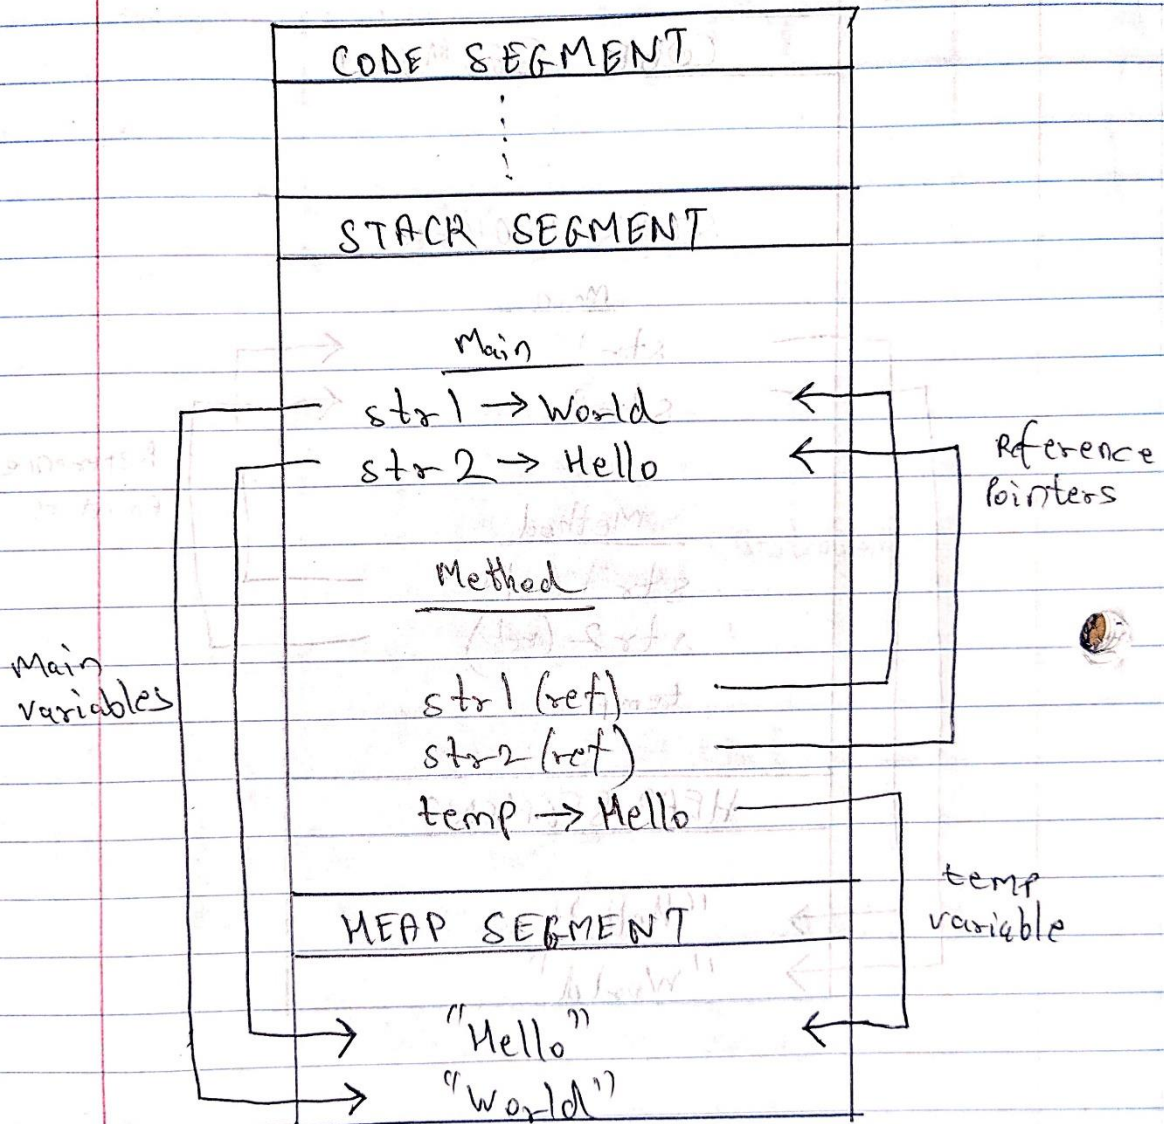 CODE SEGMENT
STACK SEGMENT
Main
str1 → World
str2 → Hello
Reference
Pointers
Method
Main
variables
str1 (ref)
str2 (ref)
temp → Hello
temp
variable
HEAP SEGMENT
"Hello"
"World"